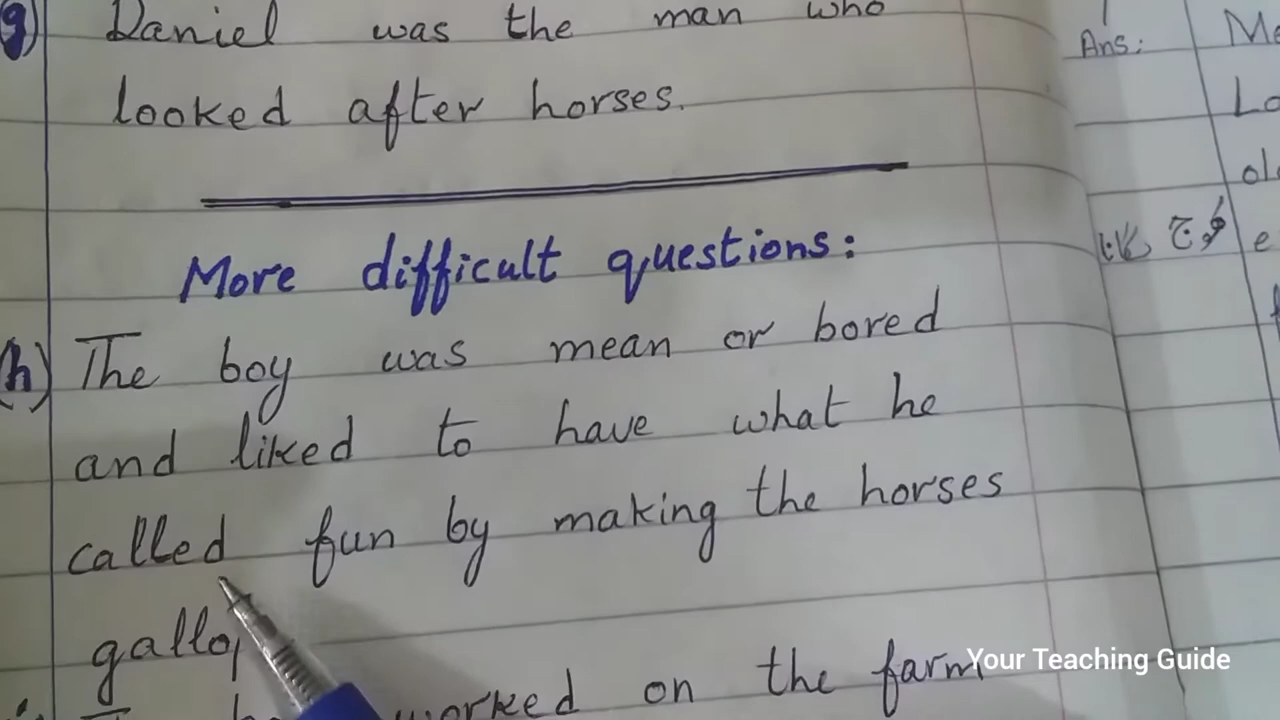 g) Daniel was the man who
looked after horses.
More difficult questions:
(h) The boy was mean or bored
and liked to have what he
called fun by making the horses
gallop
worked on the farm
Ans:
Your Teaching Guide